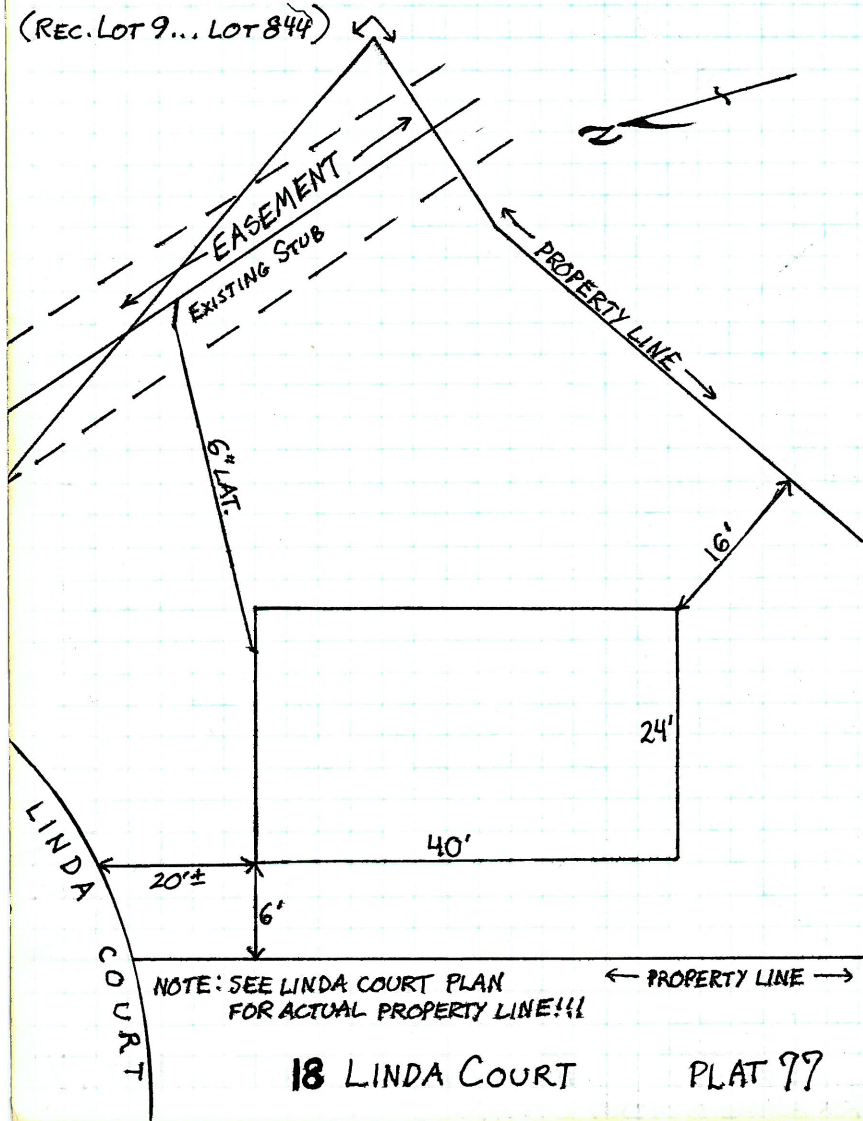 (REC. LOT 9... LOT 844)
N
EASEMENT
EXISTING STUB
PROPERTY LINE
6" LAT.
16'
24'
40'
20'±
6'
LINDA COURT
NOTE: SEE LINDA COURT PLAN
FOR ACTUAL PROPERTY LINE!!!
PROPERTY LINE
18 LINDA COURT
PLAT 77